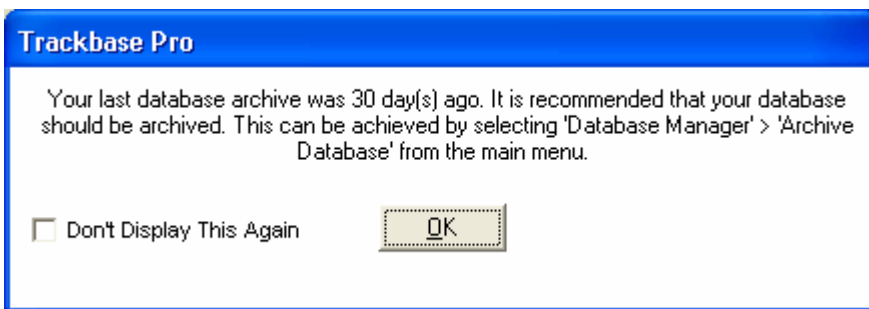 Trackbase Pro
Your last database archive was 30 day(s) ago. It is recommended that your database
should be archived. This can be achieved by selecting 'Database Manager' > 'Archive
Database' from the main menu.
Don't Display This Again
OK